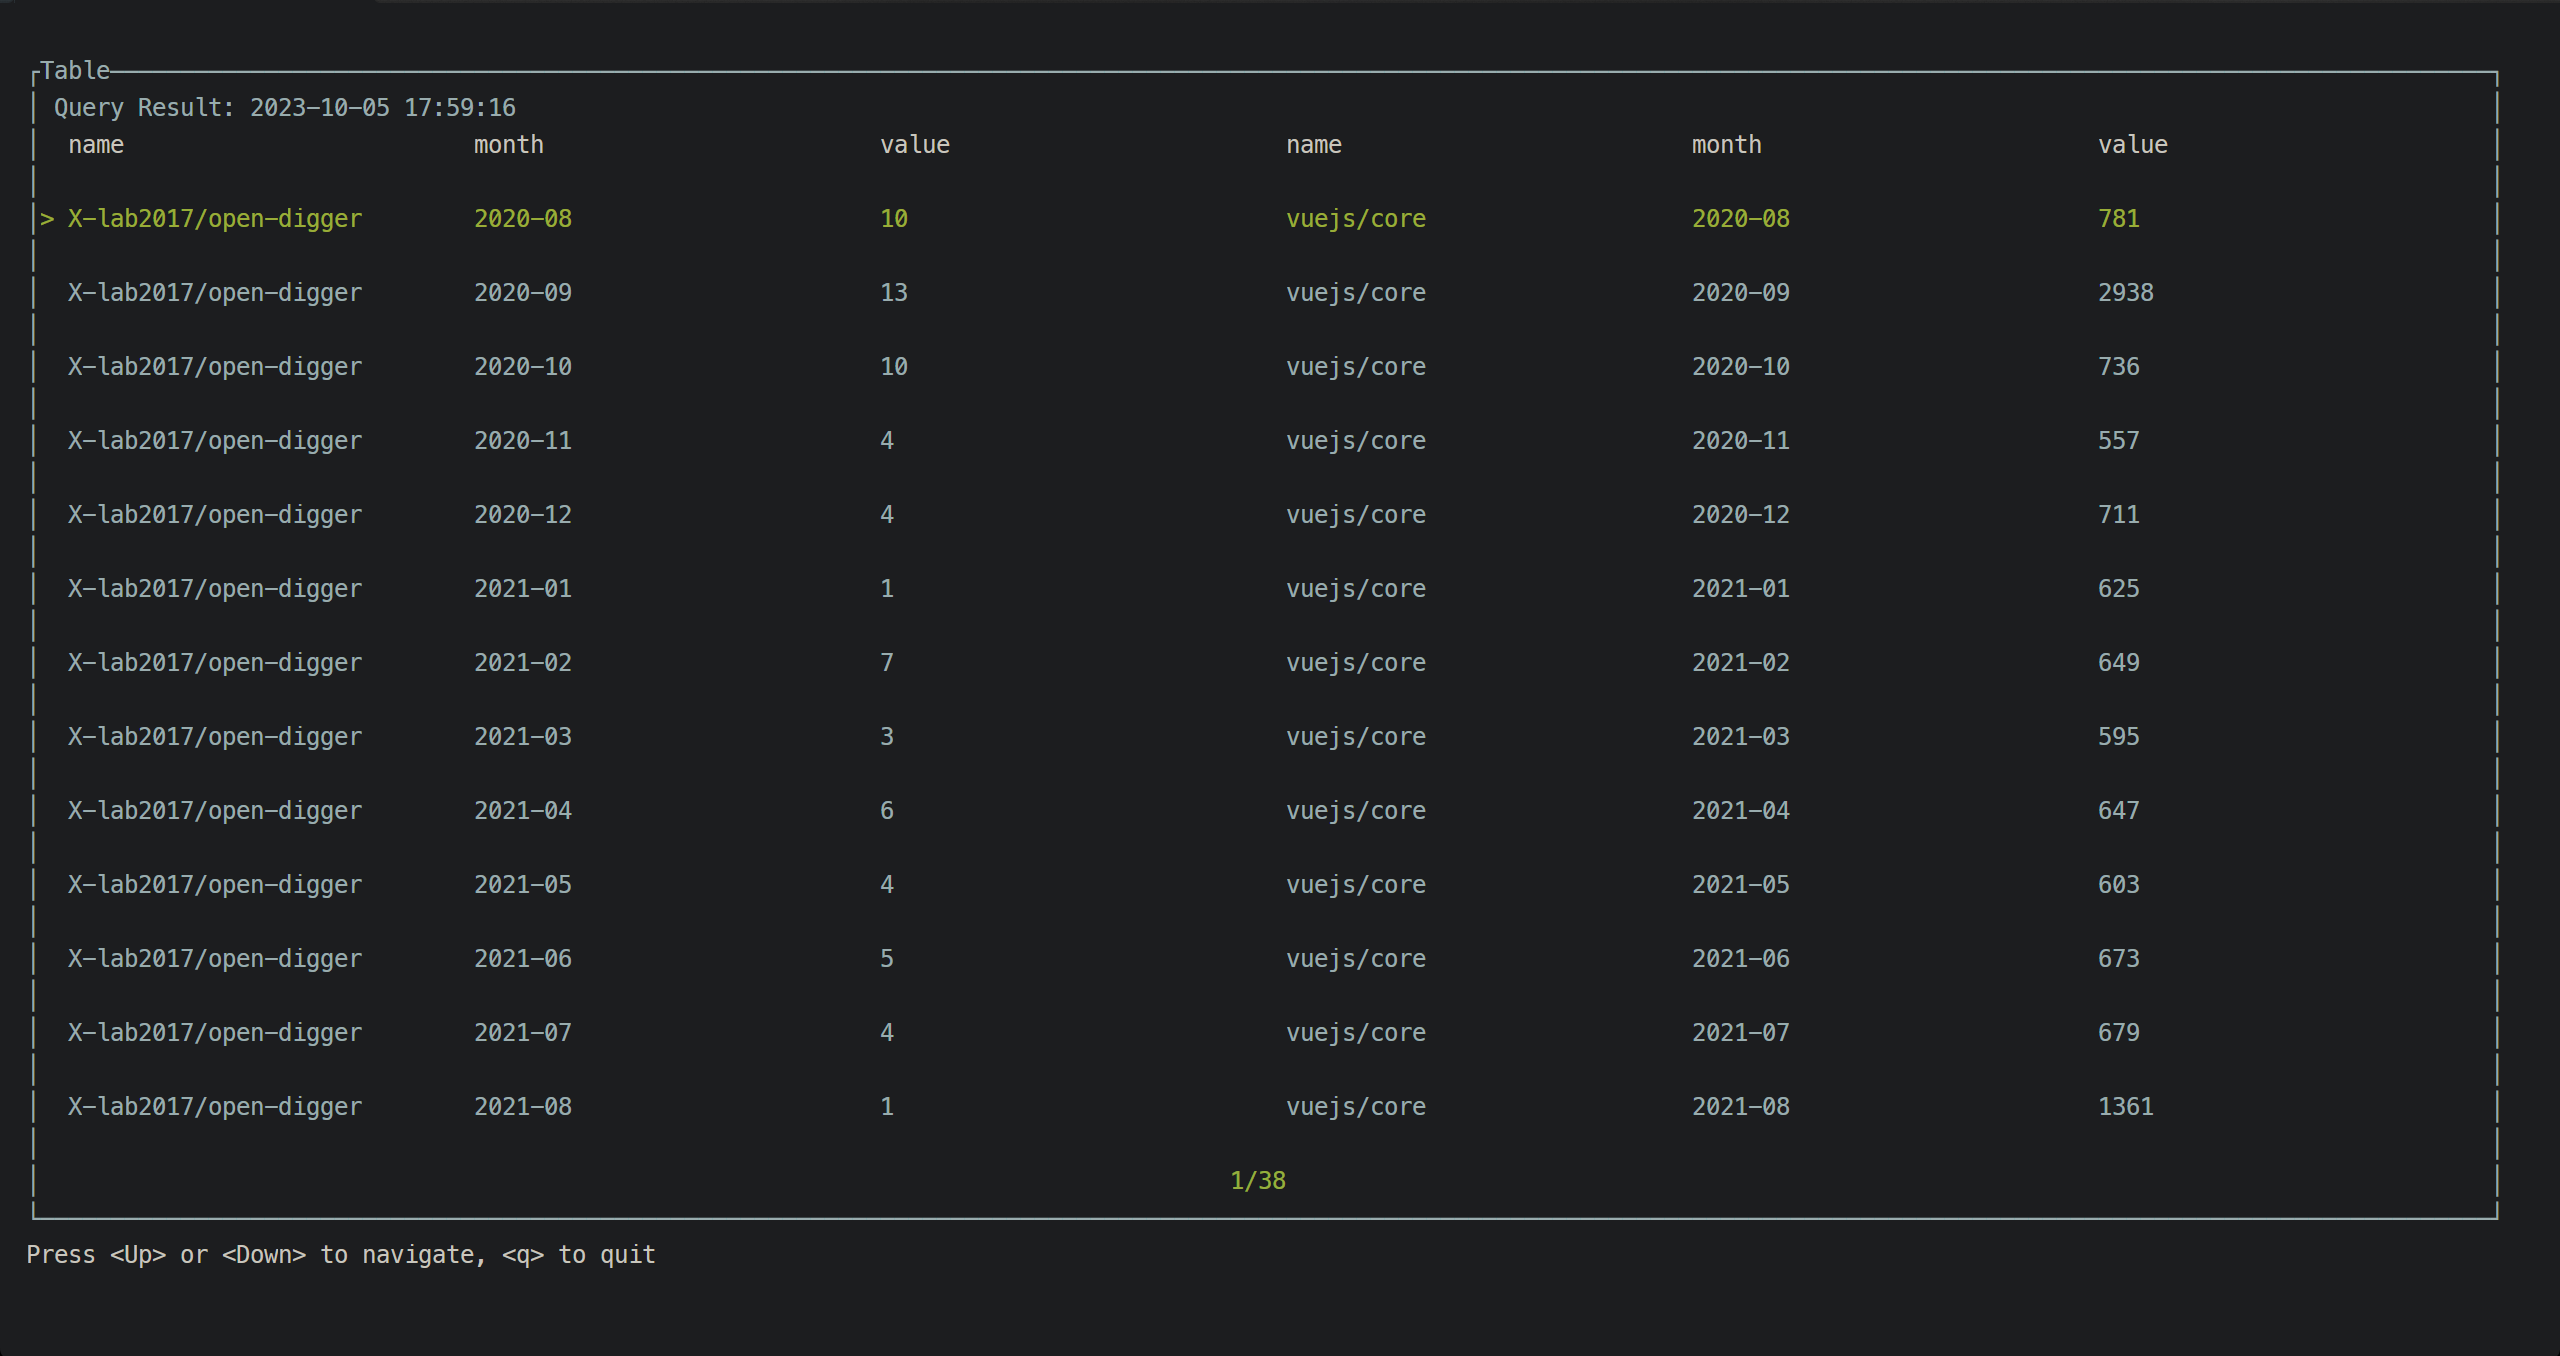 Table
Query Result: 2023-10-05 17:59:16
name month value name month value
> X-lab2017/open-digger 2020-08 10 vuejs/core 2020-08 781
X-lab2017/open-digger 2020-09 13 vuejs/core 2020-09 2938
X-lab2017/open-digger 2020-10 10 vuejs/core 2020-10 736
X-lab2017/open-digger 2020-11 4 vuejs/core 2020-11 557
X-lab2017/open-digger 2020-12 4 vuejs/core 2020-12 711
X-lab2017/open-digger 2021-01 1 vuejs/core 2021-01 625
X-lab2017/open-digger 2021-02 7 vuejs/core 2021-02 649
X-lab2017/open-digger 2021-03 3 vuejs/core 2021-03 595
X-lab2017/open-digger 2021-04 6 vuejs/core 2021-04 647
X-lab2017/open-digger 2021-05 4 vuejs/core 2021-05 603
X-lab2017/open-digger 2021-06 5 vuejs/core 2021-06 673
X-lab2017/open-digger 2021-07 4 vuejs/core 2021-07 679
X-lab2017/open-digger 2021-08 1 vuejs/core 2021-08 1361
1/38
Press <Up> or <Down> to navigate, <q> to quit